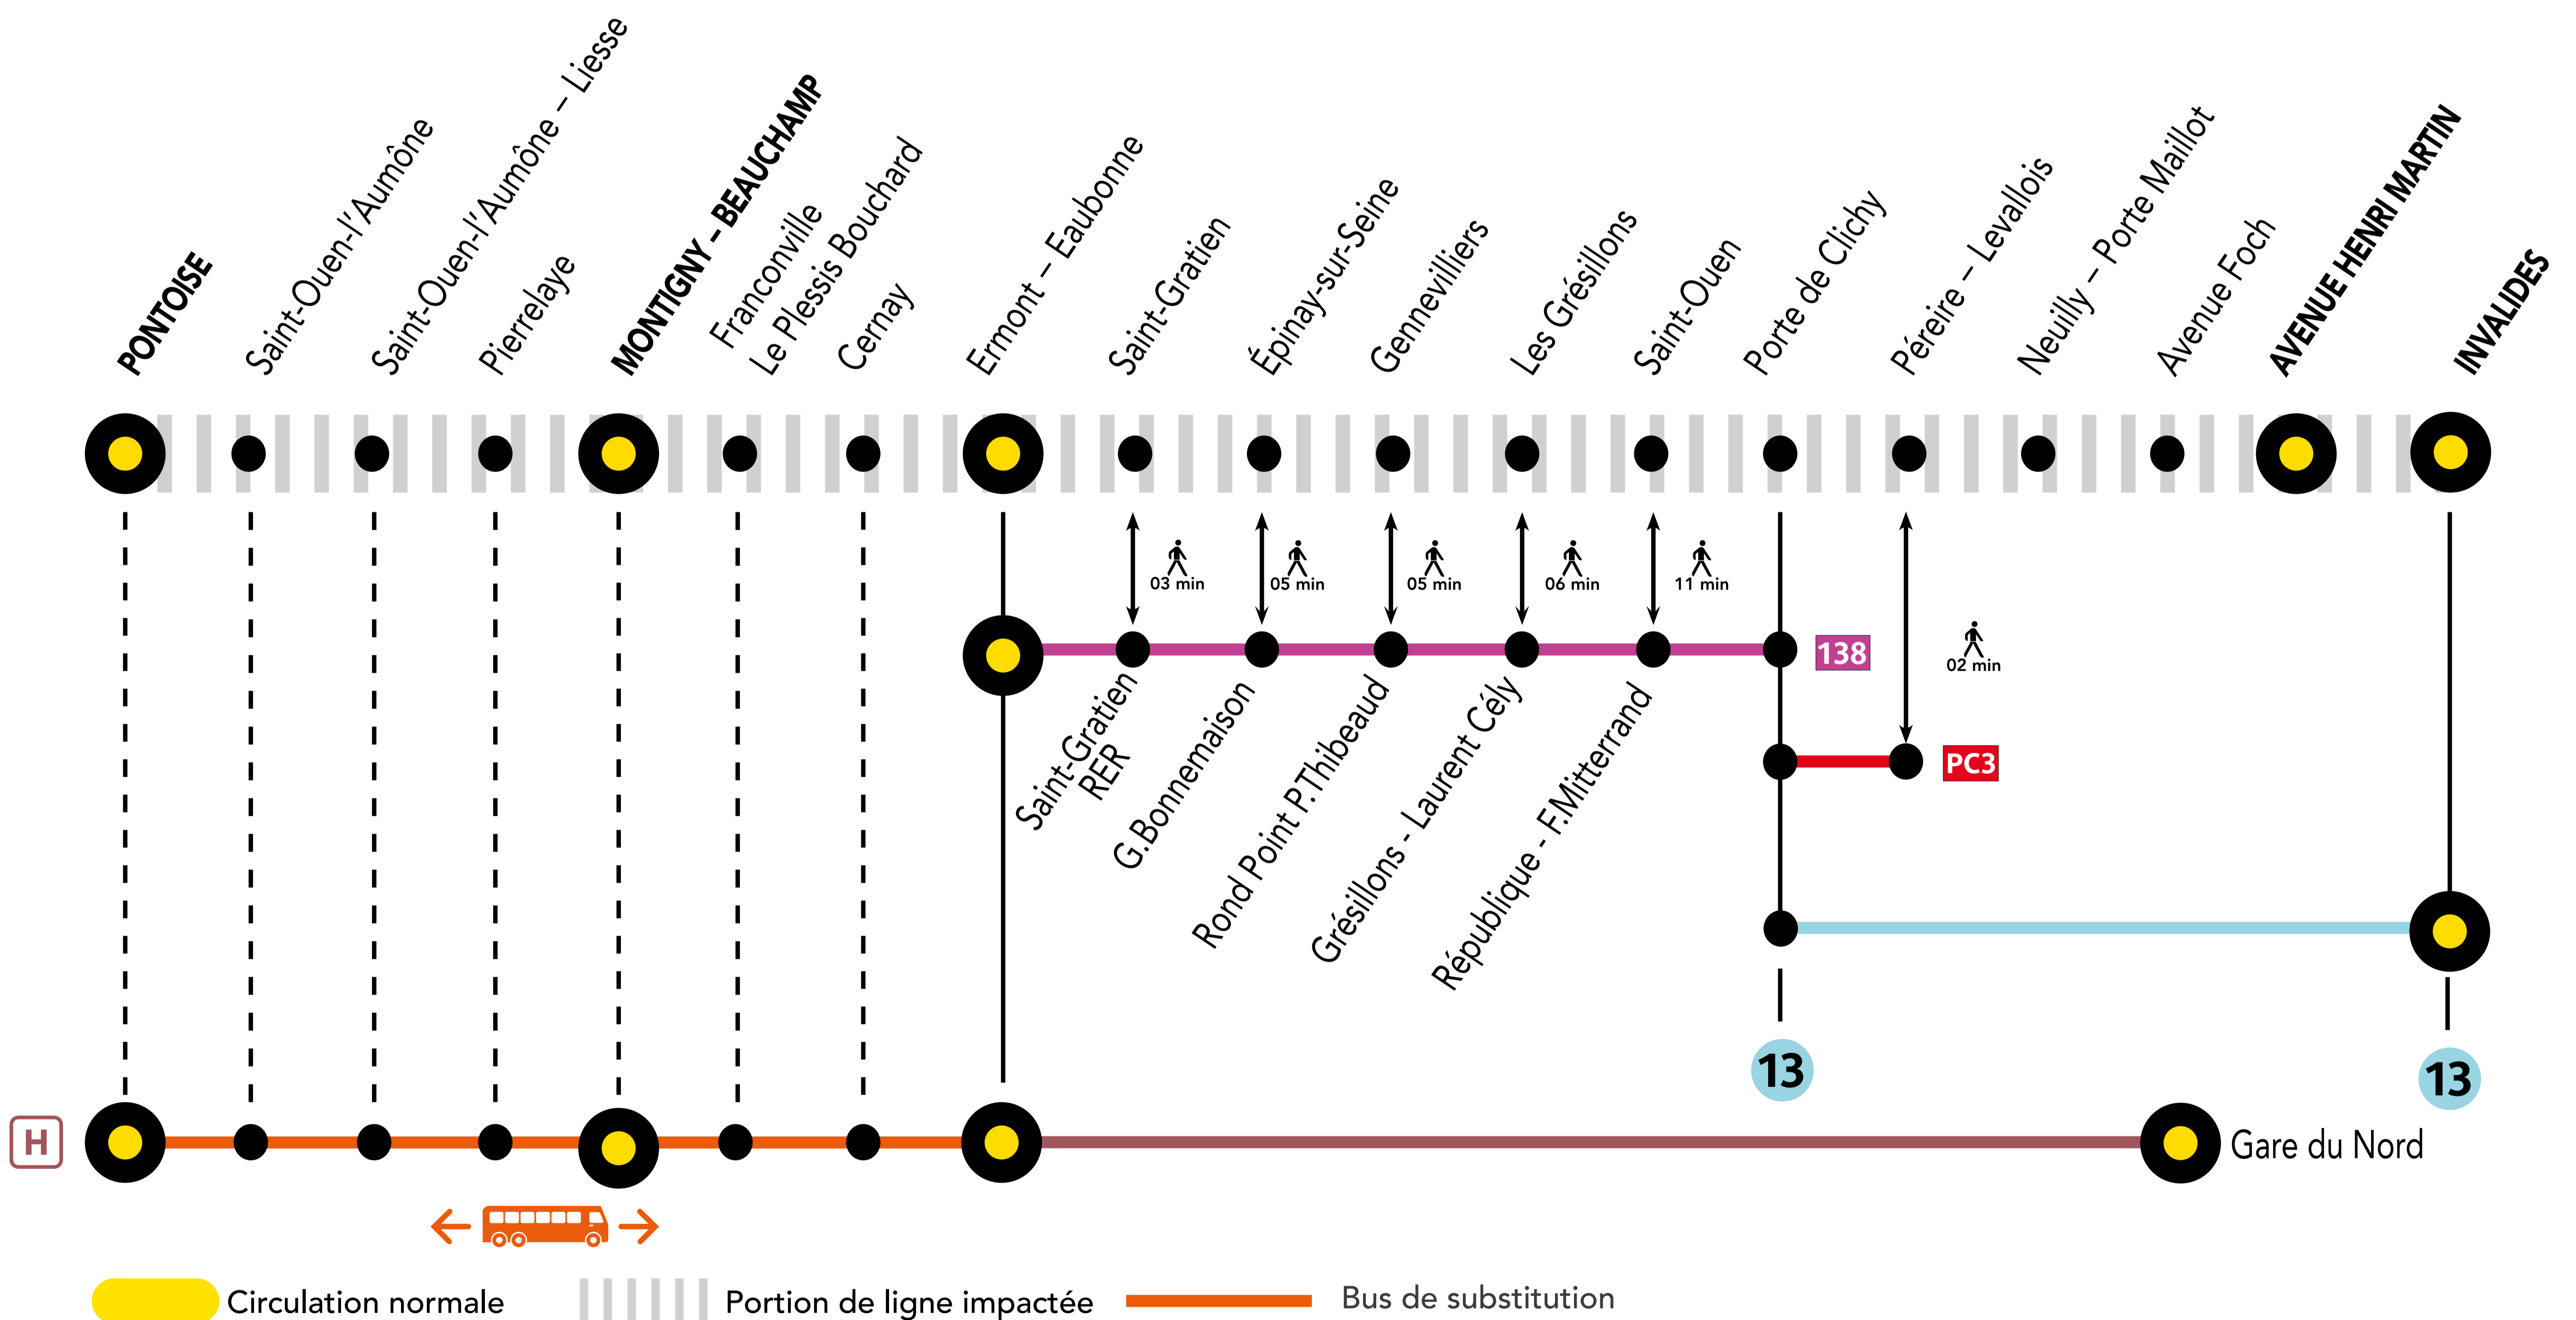 PONTOISE
Saint-Ouen-l'Aumône
Saint-Ouen-l'Aumône – Liesse
Pierrelaye
MONTIGNY – BEAUCHAMP
Franconville
Le Plessis Bouchard
Cernay
Ermont – Eaubonne
Saint-Gratien
Épinay-sur-Seine
Gennevilliers
Les Grésillons
Saint-Ouen
Porte de Clichy
Péreire – Levallois
Neuilly – Porte Maillot
Avenue Foch
AVENUE HENRI MARTIN
INVALIDES
03 min
05 min
05 min
06 min
11 min
02 min
138
Saint-Gratien
RER
G.Bonnemaison
Rond Point P.Thibeaud
Grésillons - Laurent Cély
République - F.Mitterrand
PC3
13
13
H
Gare du Nord
Circulation normale
Portion de ligne impactée
Bus de substitution